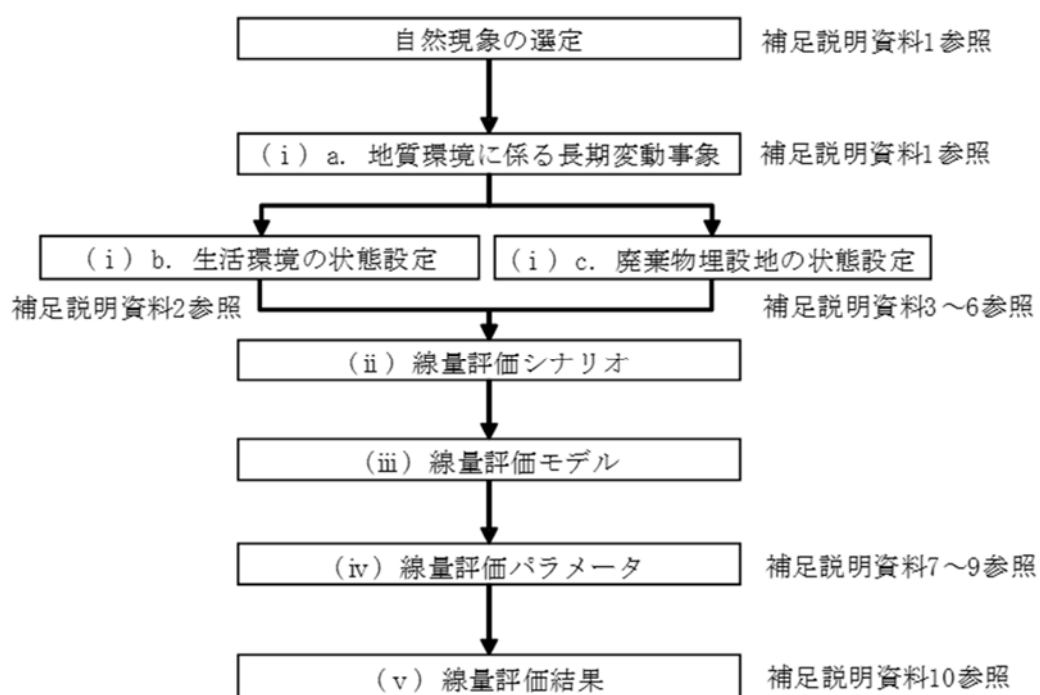 自然現象の選定
補足説明資料1参照
(ⅰ) a. 地質環境に係る長期変動事象
補足説明資料1参照
(ⅰ) b. 生活環境の状態設定
(ⅰ) c. 廃棄物埋設地の状態設定
補足説明資料2参照
補足説明資料3～6参照
(ⅱ) 線量評価シナリオ
(ⅲ) 線量評価モデル
(ⅳ) 線量評価パラメータ
補足説明資料7～9参照
(ⅴ) 線量評価結果
補足説明資料10参照